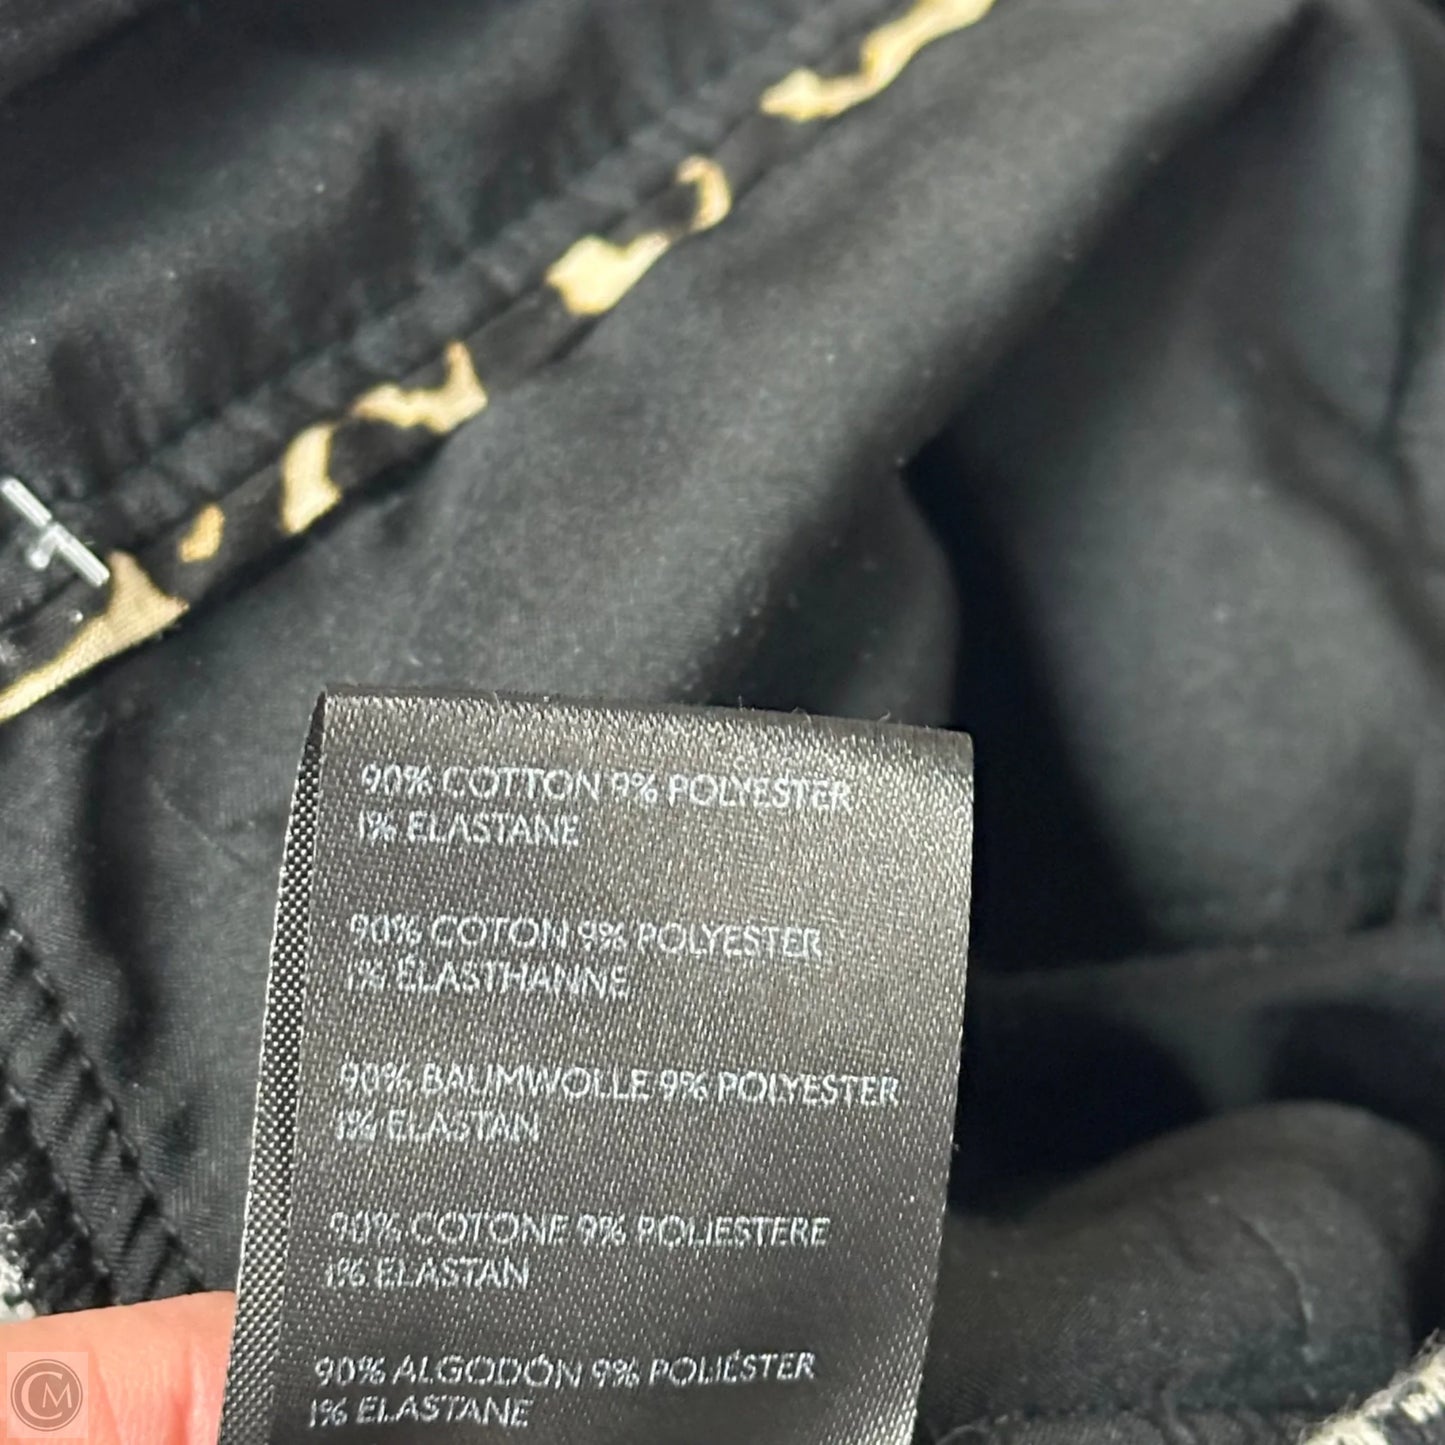 90% COTTON 9% POLYESTER
1% ELASTANE
90% COTON 9% POLYESTER
1% ÉLASTHANNE
90% BAUMWOLLE 9% POLYESTER
1% ELASTAN
90% COTONE 9% POLIESTERE
1% ELASTAN
90% ALGODÓN 9% POLIÉSTER
1% ELASTANE
CM